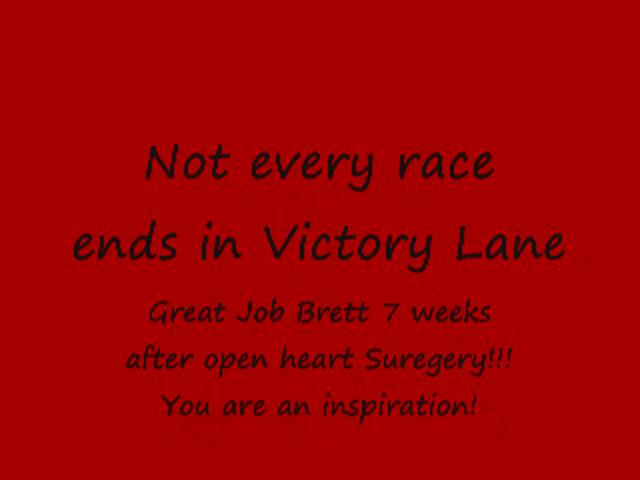 Not every race
ends in Victory Lane
Great Job Brett 7 weeks
after open heart Suregery!!!
You are an inspiration!